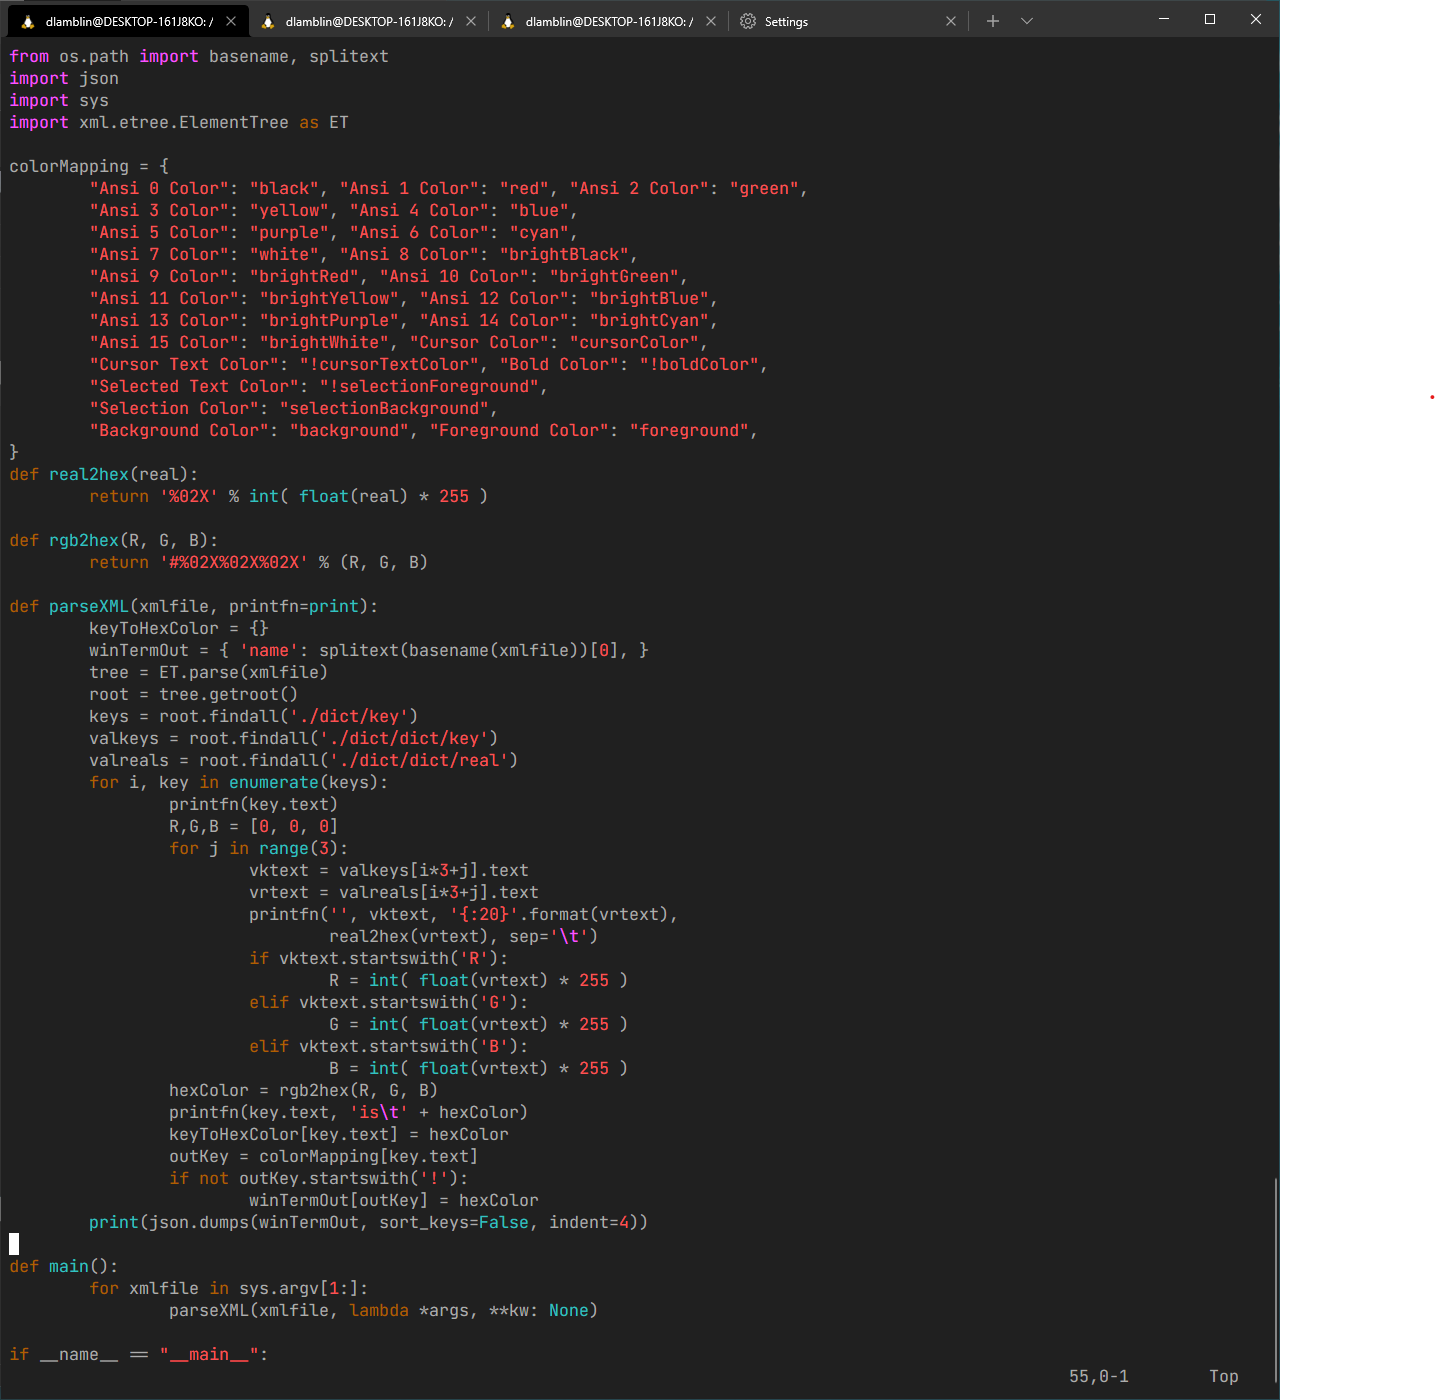 dlamblin@DESKTOP-161J8KO: /
dlamblin@DESKTOP-161J8KO: /
dlamblin@DESKTOP-161J8KO: /
Settings
from os.path import basename, splitext
import json
import sys
import xml.etree.ElementTree as ET

colorMapping = {
        "Ansi 0 Color": "black", "Ansi 1 Color": "red", "Ansi 2 Color": "green",
        "Ansi 3 Color": "yellow", "Ansi 4 Color": "blue",
        "Ansi 5 Color": "purple", "Ansi 6 Color": "cyan",
        "Ansi 7 Color": "white", "Ansi 8 Color": "brightBlack",
        "Ansi 9 Color": "brightRed", "Ansi 10 Color": "brightGreen",
        "Ansi 11 Color": "brightYellow", "Ansi 12 Color": "brightBlue",
        "Ansi 13 Color": "brightPurple", "Ansi 14 Color": "brightCyan",
        "Ansi 15 Color": "brightWhite", "Cursor Color": "cursorColor",
        "Cursor Text Color": "!cursorTextColor", "Bold Color": "!boldColor",
        "Selected Text Color": "!selectionForeground",
        "Selection Color": "selectionBackground",
        "Background Color": "background", "Foreground Color": "foreground",
}
def real2hex(real):
        return '%02X' % int( float(real) * 255 )

def rgb2hex(R, G, B):
        return '#%02X%02X%02X' % (R, G, B)

def parseXML(xmlfile, printfn=print):
        keyToHexColor = {}
        winTermOut = { 'name': splitext(basename(xmlfile))[0], }
        tree = ET.parse(xmlfile)
        root = tree.getroot()
        keys = root.findall('./dict/key')
        valkeys = root.findall('./dict/dict/key')
        valreals = root.findall('./dict/dict/real')
        for i, key in enumerate(keys):
                printfn(key.text)
                R,G,B = [0, 0, 0]
                for j in range(3):
                        vktext = valkeys[i*3+j].text
                        vrtext = valreals[i*3+j].text
                        printfn('', vktext, '{:20}'.format(vrtext),
                                real2hex(vrtext), sep='\t')
                        if vktext.startswith('R'):
                                R = int( float(vrtext) * 255 )
                        elif vktext.startswith('G'):
                                G = int( float(vrtext) * 255 )
                        elif vktext.startswith('B'):
                                B = int( float(vrtext) * 255 )
                hexColor = rgb2hex(R, G, B)
                printfn(key.text, 'is\t' + hexColor)
                keyToHexColor[key.text] = hexColor
                outKey = colorMapping[key.text]
                if not outKey.startswith('!'):
                        winTermOut[outKey] = hexColor
        print(json.dumps(winTermOut, sort_keys=False, indent=4))

def main():
        for xmlfile in sys.argv[1:]:
                parseXML(xmlfile, lambda *args, **kw: None)

if __name__ == "__main__":
55,0-1 Top